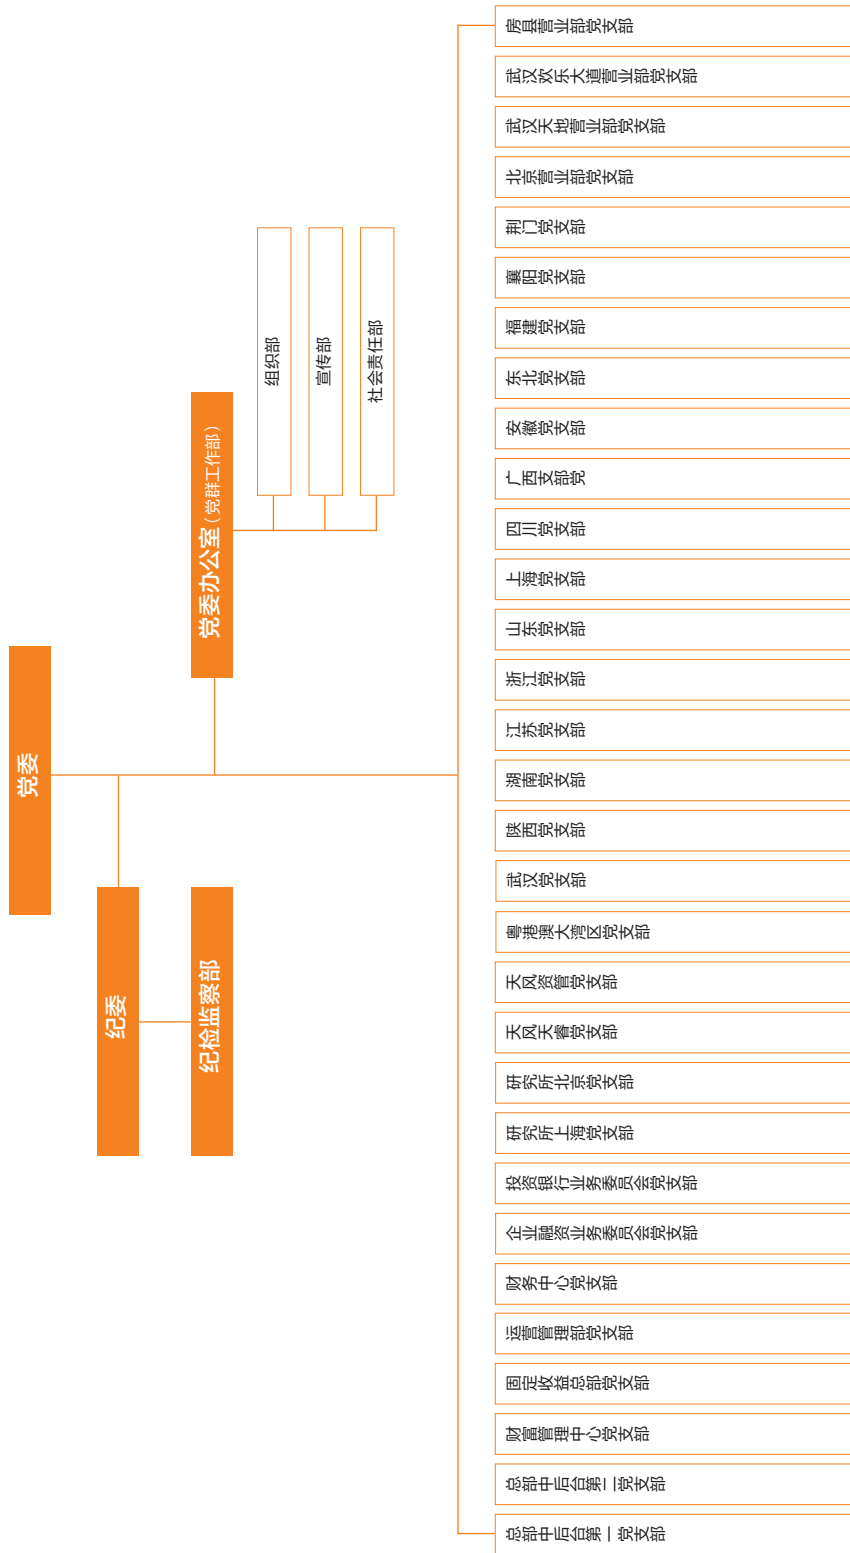 党委
纪委
纪检监察部
党委办公室（党群工作部）
组织部
宣传部
社会责任部
总部中后台第一党支部
总部中后台第二党支部
财富管理中心党支部
固定收益总部党支部
运营管理部党支部
财务中心党支部
企业融资业务委员会党支部
投资银行业务委员会党支部
研究所上海党支部
研究所北京党支部
天风天睿党支部
天风资管党支部
粤港澳大湾区党支部
武汉党支部
陕西党支部
湖南党支部
江苏党支部
浙江党支部
山东党支部
上海党支部
四川党支部
广西支部党
安徽党支部
东北党支部
福建党支部
襄阳党支部
荆门党支部
北京营业部党支部
武汉天地营业部党支部
武汉欢乐大道营业部党支部
房县营业部党支部